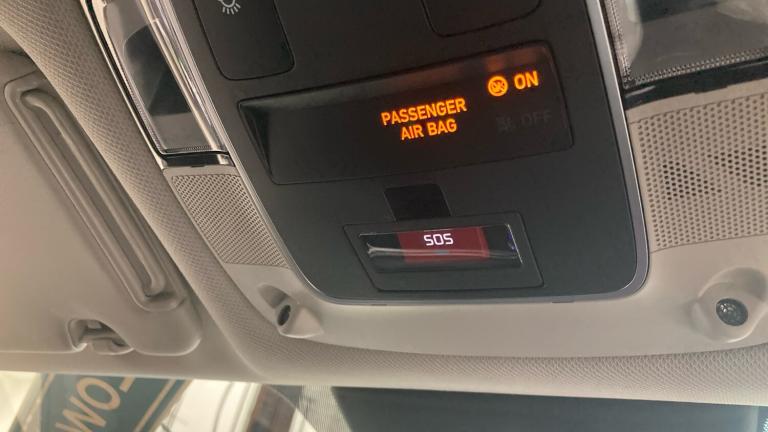 ON
PASSENGER
AIR BAG
OFF
SOS